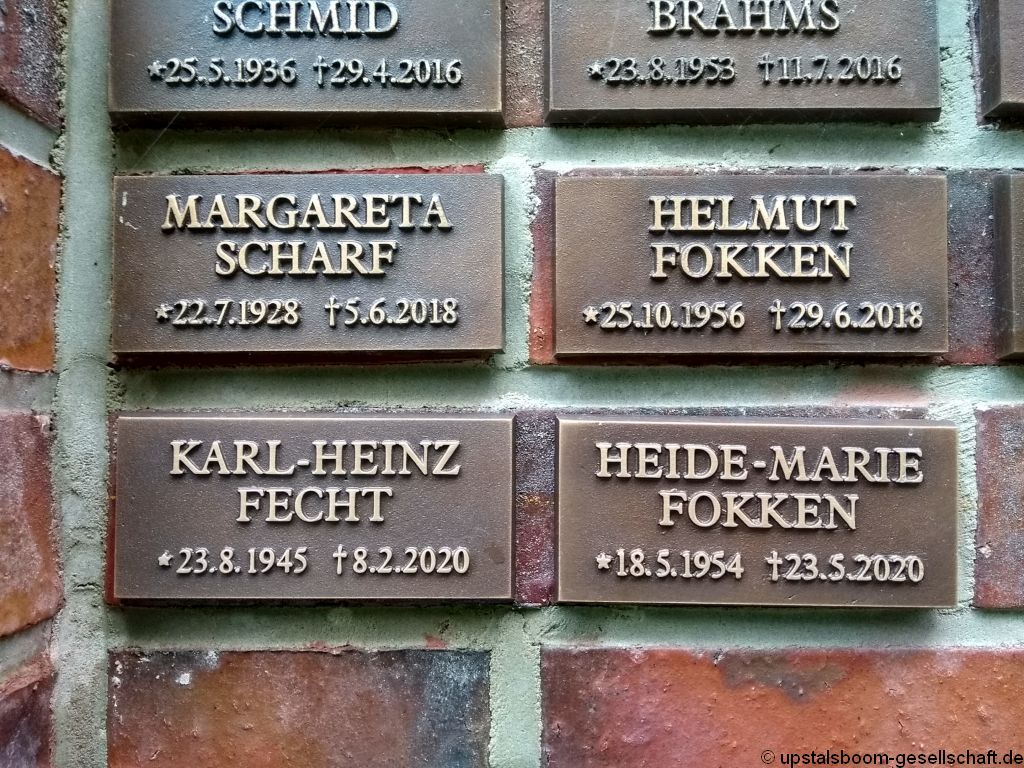 SCHMID
*25.5.1936 †29.4.2016
BRAHMS
*23.8.1953 †11.7.2016
MARGARETA
SCHARF
*22.7.1928 †5.6.2018
HELMUT
FOKKEN
*25.10.1956 †29.6.2018
KARL-HEINZ
FECHT
*23.8.1945 †8.2.2020
HEIDE-MARIE
FOKKEN
*18.5.1954 †23.5.2020
© upstalsboom-gesellschaft.de